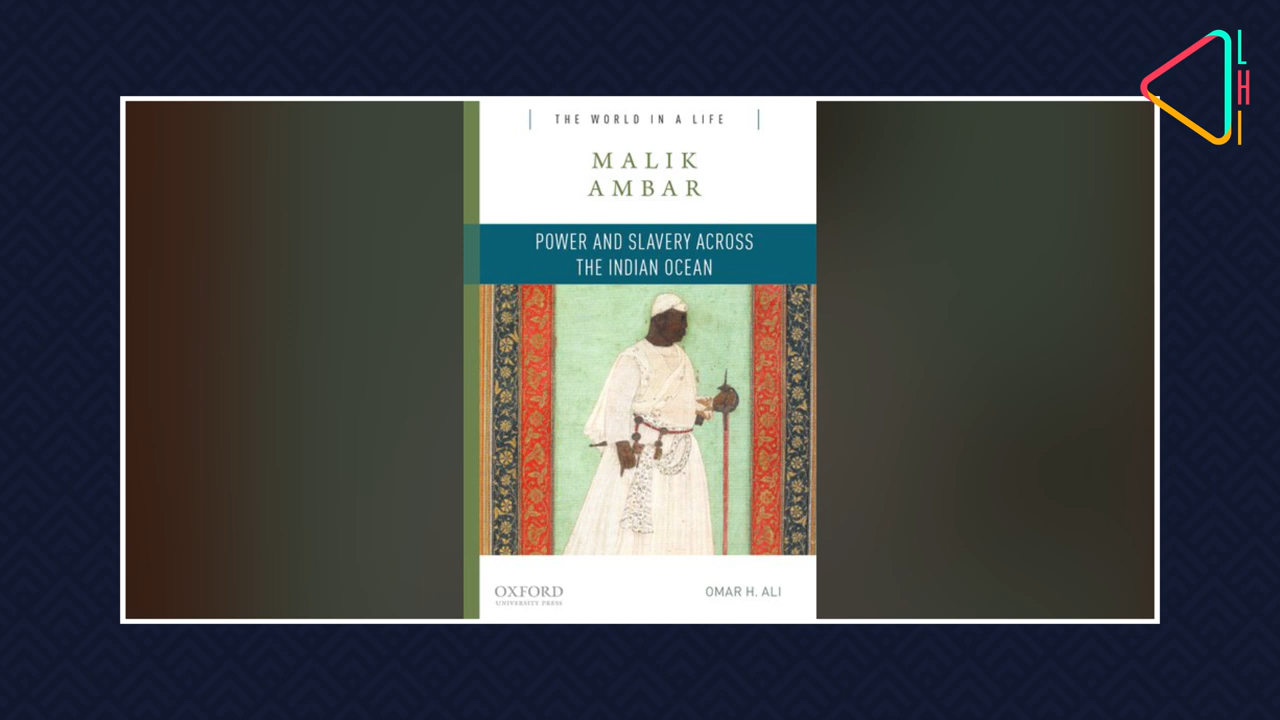 THE WORLD IN A LIFE
MALIK
AMBAR
POWER AND SLAVERY ACROSS
THE INDIAN OCEAN
OXFORD
UNIVERSITY PRESS
OMAR H. ALI
L
H
I